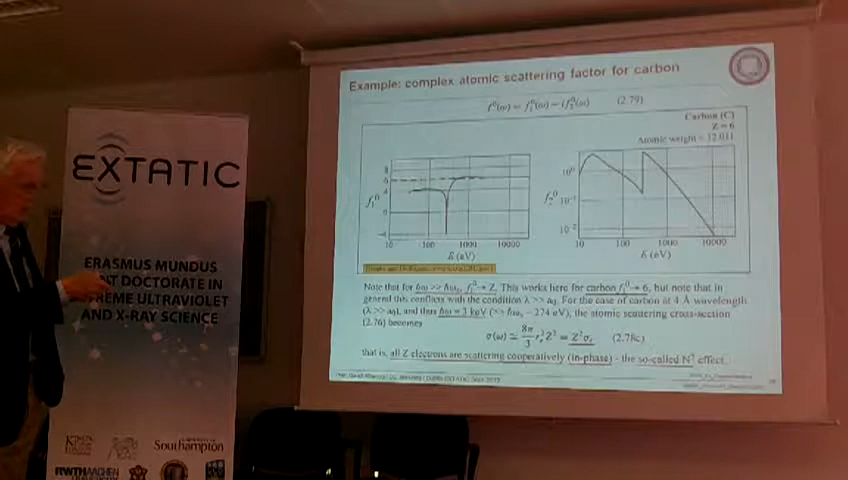 EXTATIC
ERASMUS MUNDUS
NT DOCTORATE IN
TREME ULTRAVIOLET
AND X-RAY SCIENCE
Southampton
RWTHAACHEN
Example: complex atomic scattering factor for carbon
f⁰(ω) = f₁⁰(ω) − i f₂⁰(ω) (2.79)
Carbon (C)
Z = 6
Atomic weight = 12.011
f₁⁰
10 100 1000 10000
E (eV)
f₂⁰
10 100 1000 10000
E (eV)
Note that for ħω >> ħωₛ, f₁⁰ → Z. This works here for carbon f₁⁰ → 6, but note that in
general this conflicts with the condition λ >> a₀. For the case of carbon at 4 Å wavelength
(λ >> a₀), and thus ħω = 3 keV (>> ħωₛ ~ 274 eV), the atomic scattering cross-section
(2.76) becomes
σ(ω) ≃ 8π/3 rₑ² Z² = Z²σₑ (2.78c)
that is, all Z electrons are scattering cooperatively (in-phase) - the so-called N² effect.